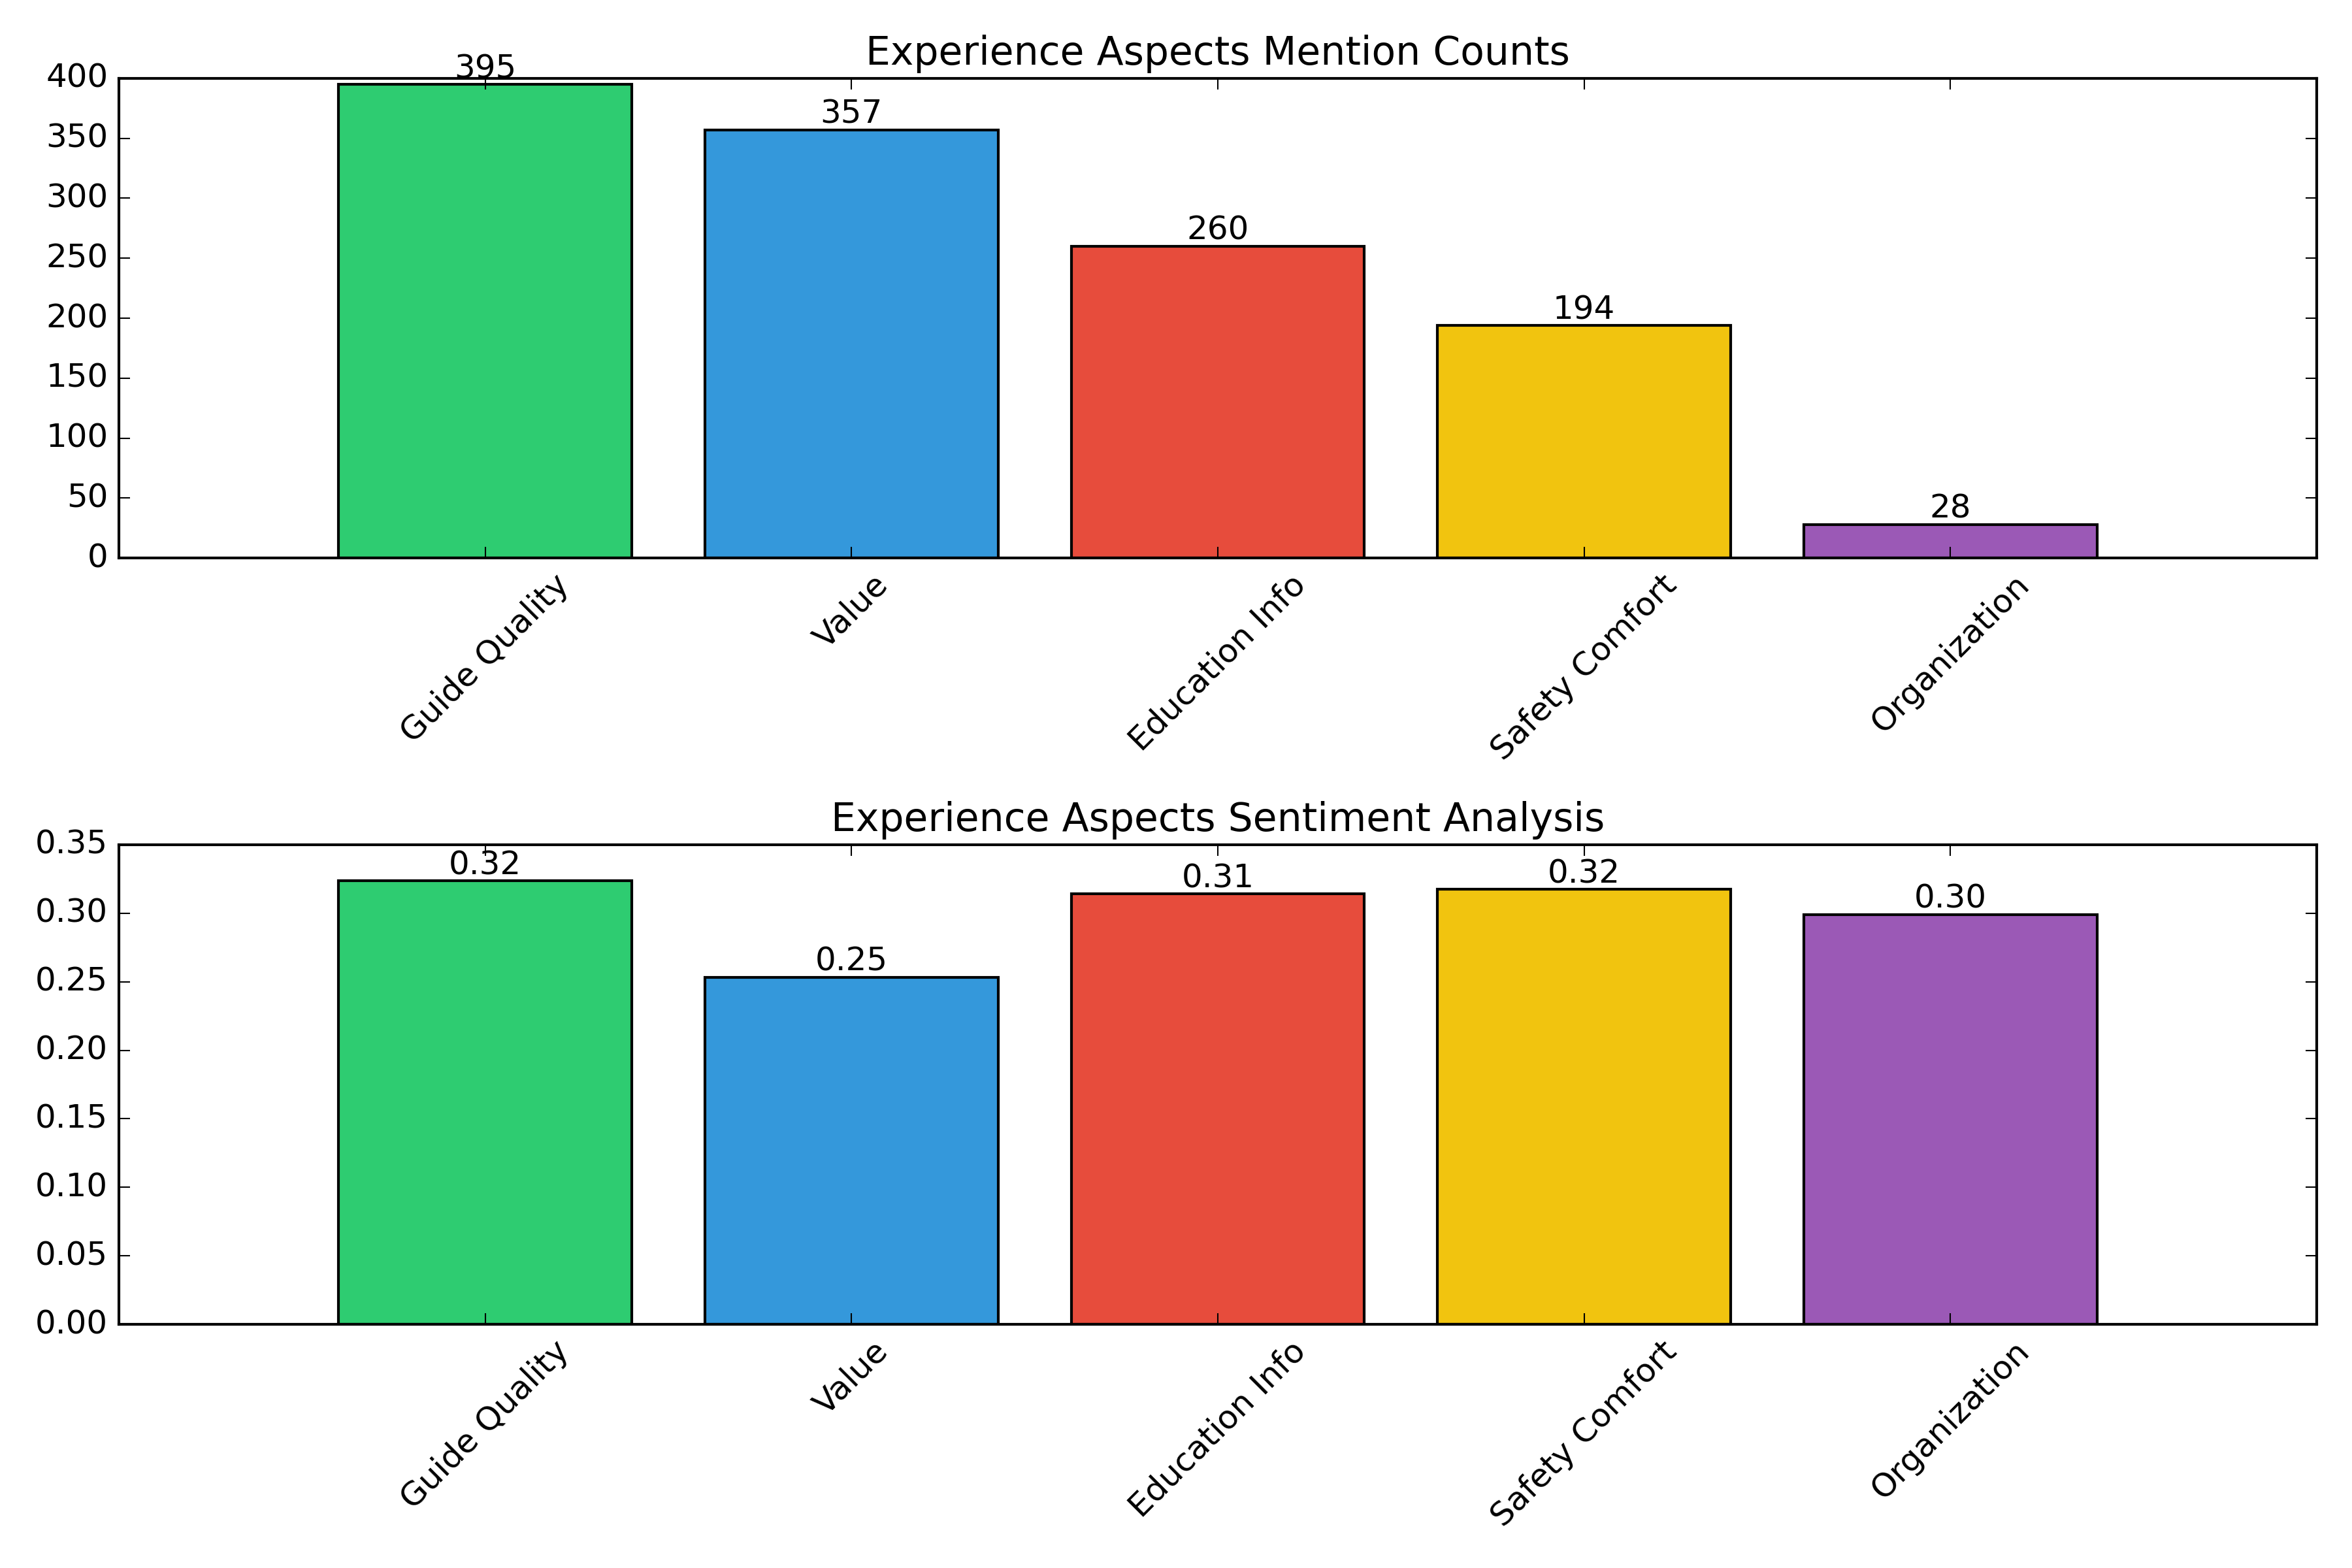 Experience Aspects Mention Counts
400
350
300
250
200
150
100
50
0
395
357
260
194
28
Guide Quality
Value
Education Info
Safety Comfort
Organization
Experience Aspects Sentiment Analysis
0.35
0.30
0.25
0.20
0.15
0.10
0.05
0.00
0.32
0.25
0.31
0.32
0.30
Guide Quality
Value
Education Info
Safety Comfort
Organization